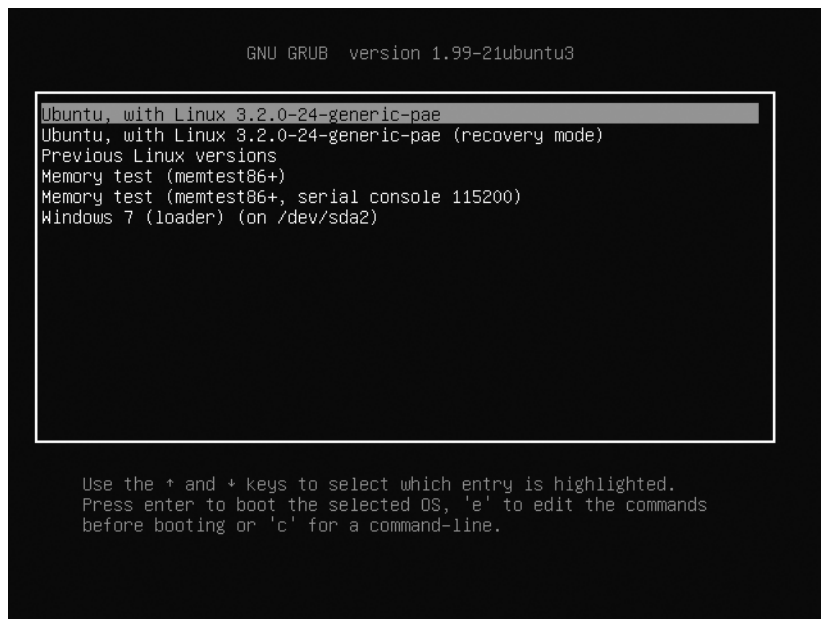 GNU GRUB  version 1.99-21ubuntu3
Ubuntu, with Linux 3.2.0-24-generic-pae
Ubuntu, with Linux 3.2.0-24-generic-pae (recovery mode)
Previous Linux versions
Memory test (memtest86+)
Memory test (memtest86+, serial console 115200)
Windows 7 (loader) (on /dev/sda2)
Use the ↑ and ↓ keys to select which entry is highlighted.
Press enter to boot the selected OS, 'e' to edit the commands
before booting or 'c' for a command-line.